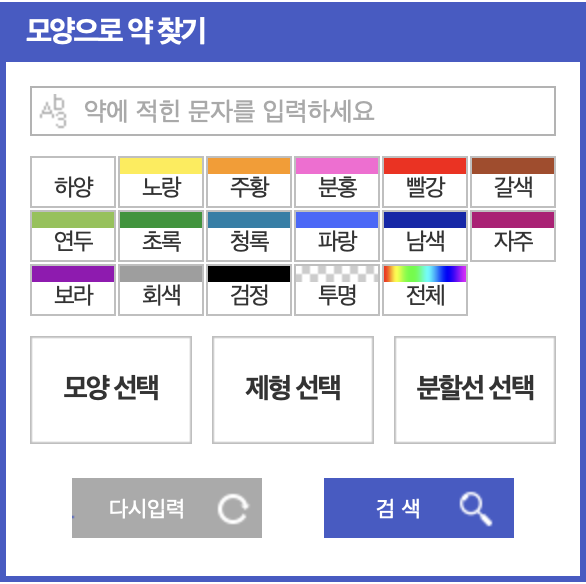 모양으로 약 찾기
Ab3 약에 적힌 문자를 입력하세요
하양 노랑 주황 분홍 빨강 갈색
연두 초록 청록 파랑 남색 자주
보라 회색 검정 투명 전체
모양 선택 제형 선택 분할선 선택
다시입력 검 색